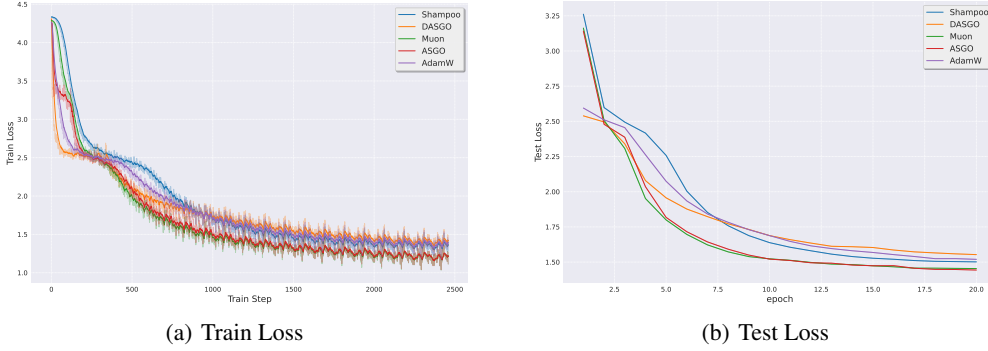 4.5
4.0
3.5
3.0
2.5
2.0
1.5
1.0
Train Loss
0
500
1000
1500
2000
2500
Train Step
Shampoo
DASGO
Muon
ASGO
AdamW
(a) Train Loss
3.25
3.00
2.75
2.50
2.25
2.00
1.75
1.50
Test Loss
2.5
5.0
7.5
10.0
12.5
15.0
17.5
20.0
epoch
Shampoo
DASGO
Muon
ASGO
AdamW
(b) Test Loss